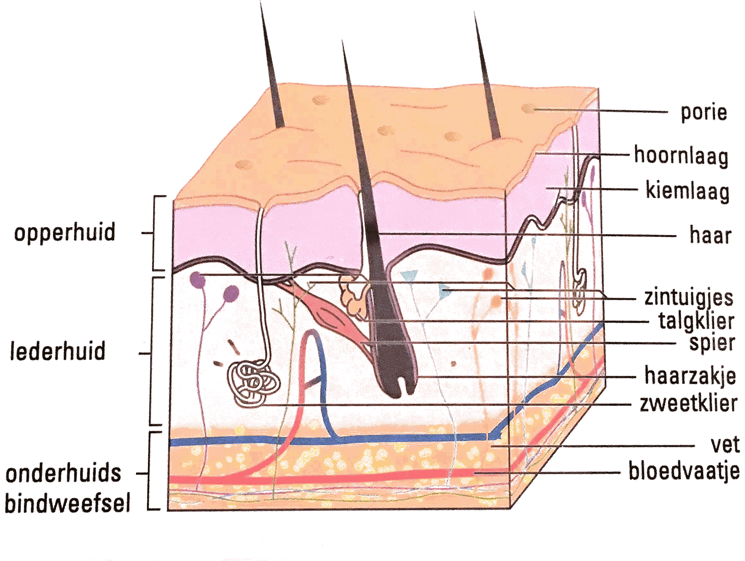 porie
hoornlaag
kiemlaag
opperhuid
haar
zintuigjes
talgklier
spier
lederhuid
haarzakje
zweetklier
vet
onderhuids
bindweefsel
bloedvaatje